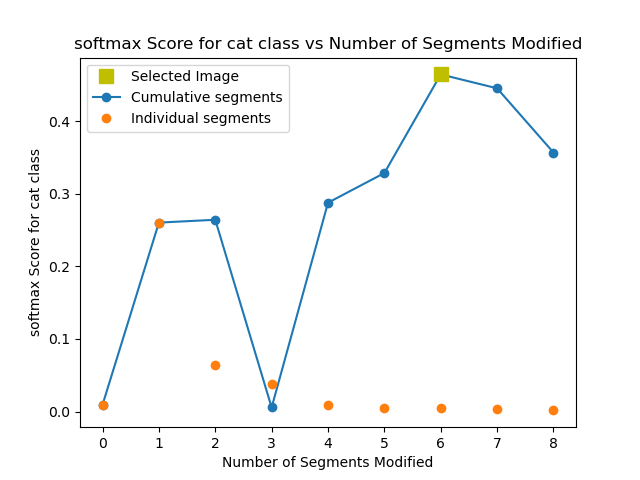 softmax Score for cat class vs Number of Segments Modified
Selected Image
Cumulative segments
Individual segments
softmax Score for cat class
0.4
0.3
0.2
0.1
0.0
0 1 2 3 4 5 6 7 8
Number of Segments Modified